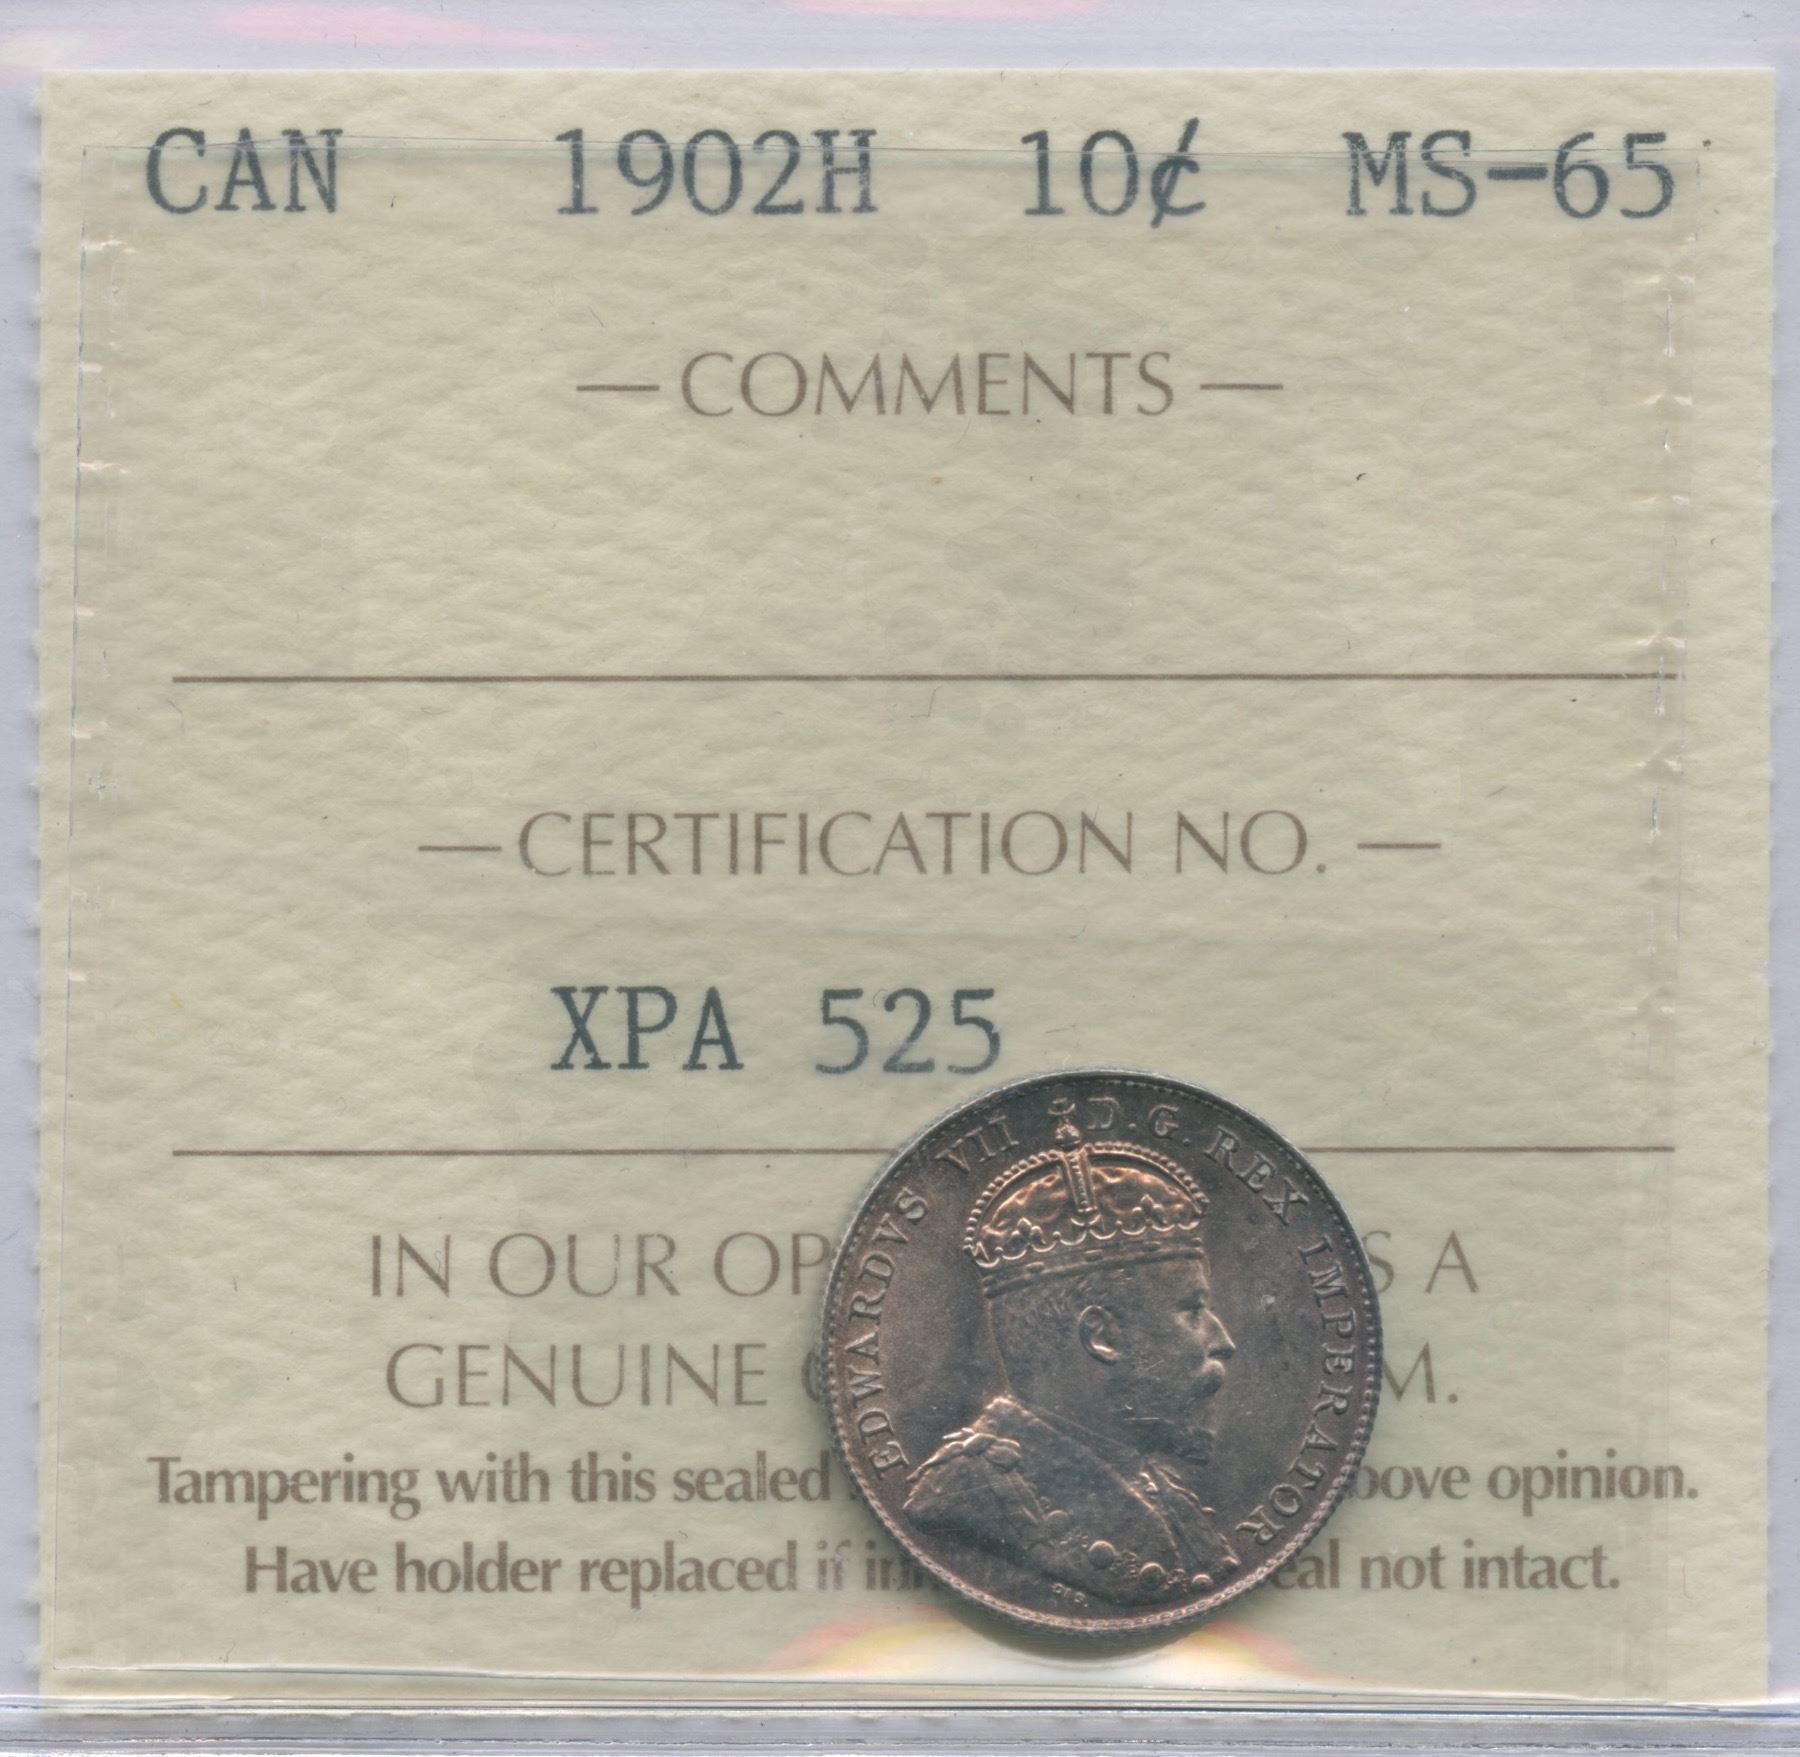 CAN 1902H 10¢ MS-65
— COMMENTS —
— CERTIFICATION NO. —
XPA 525
IN OUR OP S A
GENUINE M.
Tampering with this sealed bove opinion.
Have holder replaced if in eal not intact.
EDWARDVS VII D.G. REX IMPERATOR